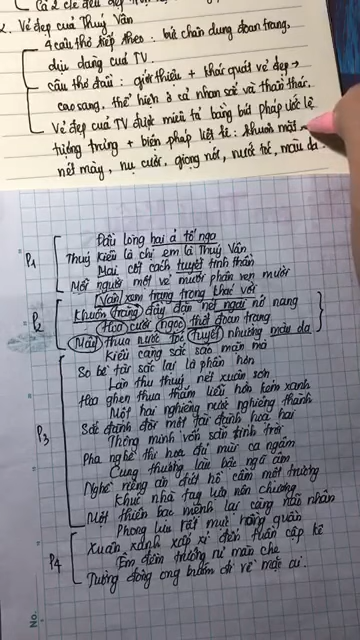 Cả 2 c
2. Vẻ đẹp của Thuý Vân
4 câu thơ tiếp theo: bức chân dung đoan trang,
dịu dàng của TV.
câu thơ đầu: giới thiệu + khái quát vẻ đẹp →
cao sang, thể hiện ở cả nhan sắc và thần thái.
Vẻ đẹp của TV được miêu tả bằng bút pháp ước lệ
tượng trưng + biện pháp liệt kê: khuôn mặt
nét mày, nụ cười, giọng nói, nước tóc, màu da.
P1
Đầu lòng hai ả tố nga
Thuý Kiều là chị em là Thuý Vân
Mai cốt cách tuyết tinh thần
Mỗi người một vẻ mười phân vẹn mười
P2
Vân xem trang trọng khác vời
Khuôn trăng đầy đặn nét ngài nở nang
Hoa cười ngọc thốt đoan trang
Mây thua nước tóc tuyết nhường màu da
P3
Kiều càng sắc sảo mặn mà
So bề tài sắc lại là phần hơn
Làn thu thuỷ nét xuân sơn
Hoa ghen thua thắm liễu hờn kém xanh
Một hai nghiêng nước nghiêng thành
Sắc đành đòi một tài đành hoạ hai
Thông minh vốn sẵn tính trời
Pha nghề thi hoạ đủ mùi ca ngâm
Cung thương làu bậc ngũ âm
Nghề riêng ăn đứt hồ cầm một trương
Khúc nhà tay lựa nên chương
Một thiên bạc mệnh lại càng não nhân
P4
Phong lưu rất mực hồng quần
Xuân xanh xấp xỉ đến tuần cập kê
Êm đềm trướng rủ màn che
Tường đông ong bướm đi về mặc ai.
No.